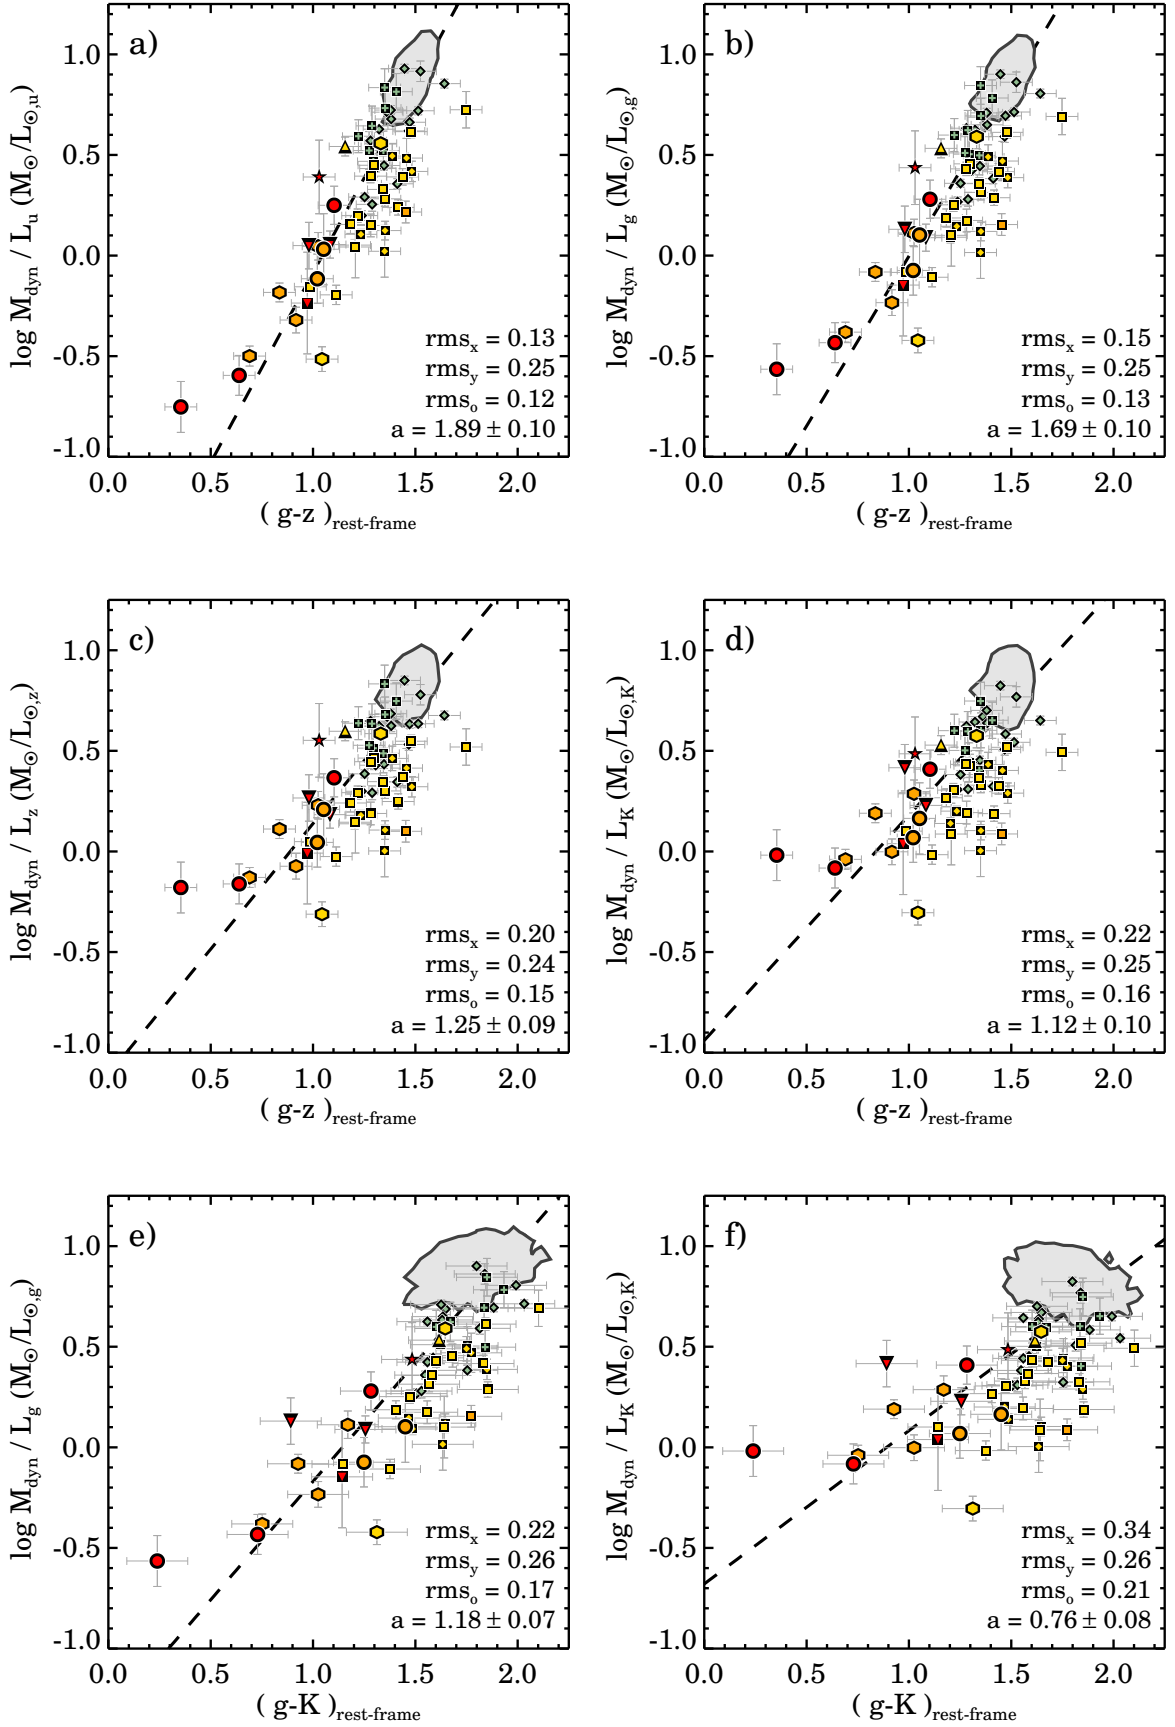 a)
1.0
0.5
0.0
-0.5
-1.0
log M_dyn / L_u (M_⊙/L_⊙,u)
rms_x = 0.13
rms_y = 0.25
rms_o = 0.12
a = 1.89 ± 0.10
0.0 0.5 1.0 1.5 2.0
( g-z )_rest-frame
b)
1.0
0.5
0.0
-0.5
-1.0
log M_dyn / L_g (M_⊙/L_⊙,g)
rms_x = 0.15
rms_y = 0.25
rms_o = 0.13
a = 1.69 ± 0.10
0.0 0.5 1.0 1.5 2.0
( g-z )_rest-frame
c)
1.0
0.5
0.0
-0.5
-1.0
log M_dyn / L_z (M_⊙/L_⊙,z)
rms_x = 0.20
rms_y = 0.24
rms_o = 0.15
a = 1.25 ± 0.09
0.0 0.5 1.0 1.5 2.0
( g-z )_rest-frame
d)
1.0
0.5
0.0
-0.5
-1.0
log M_dyn / L_K (M_⊙/L_⊙,K)
rms_x = 0.22
rms_y = 0.25
rms_o = 0.16
a = 1.12 ± 0.10
0.0 0.5 1.0 1.5 2.0
( g-z )_rest-frame
e)
1.0
0.5
0.0
-0.5
-1.0
log M_dyn / L_g (M_⊙/L_⊙,g)
rms_x = 0.22
rms_y = 0.26
rms_o = 0.17
a = 1.18 ± 0.07
0.0 0.5 1.0 1.5 2.0
( g-K )_rest-frame
f)
1.0
0.5
0.0
-0.5
-1.0
log M_dyn / L_K (M_⊙/L_⊙,K)
rms_x = 0.34
rms_y = 0.26
rms_o = 0.21
a = 0.76 ± 0.08
0.0 0.5 1.0 1.5 2.0
( g-K )_rest-frame